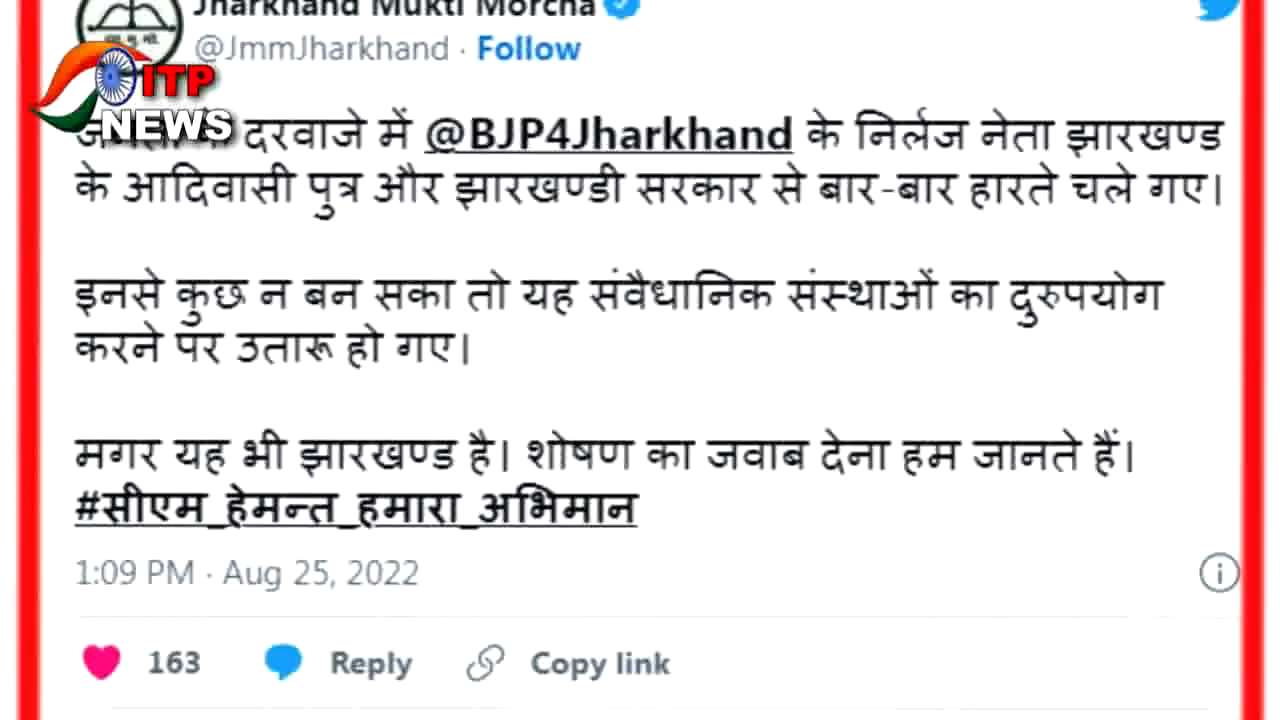 Jharkhand Mukti Morcha
@JmmJharkhand · Follow
ITP
NEWS
दरवाजे में @BJP4Jharkhand के निर्लज नेता झारखण्ड
के आदिवासी पुत्र और झारखण्डी सरकार से बार-बार हारते चले गए।
इनसे कुछ न बन सका तो यह संवैधानिक संस्थाओं का दुरुपयोग
करने पर उतारू हो गए।
मगर यह भी झारखण्ड है। शोषण का जवाब देना हम जानते हैं।
#सीएम_हेमन्त_हमारा_अभिमान
1:09 PM · Aug 25, 2022
163 Reply Copy link